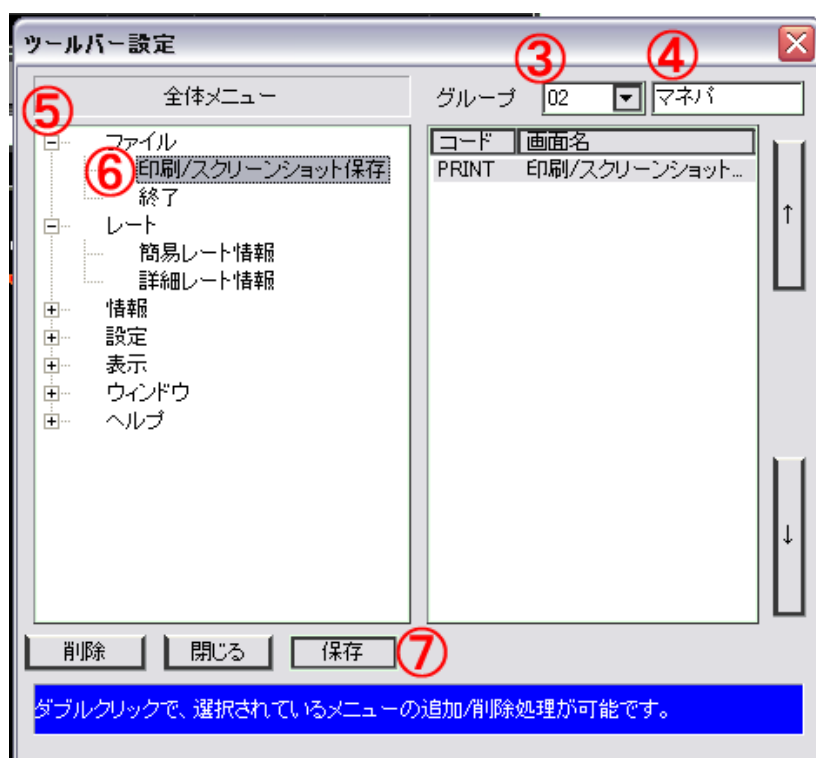 ツールバー設定
③ ④
全体メニュー グループ 02 マネパ
⑤
ファイル コード 画面名
⑥ 印刷/スクリーンショット保存 PRINT 印刷/スクリーンショット...
終了
レート ↑
簡易レート情報
詳細レート情報
情報
設定
表示
ウィンドウ
ヘルプ
↓
削除 閉じる 保存 ⑦
ダブルクリックで、選択されているメニューの追加/削除処理が可能です。